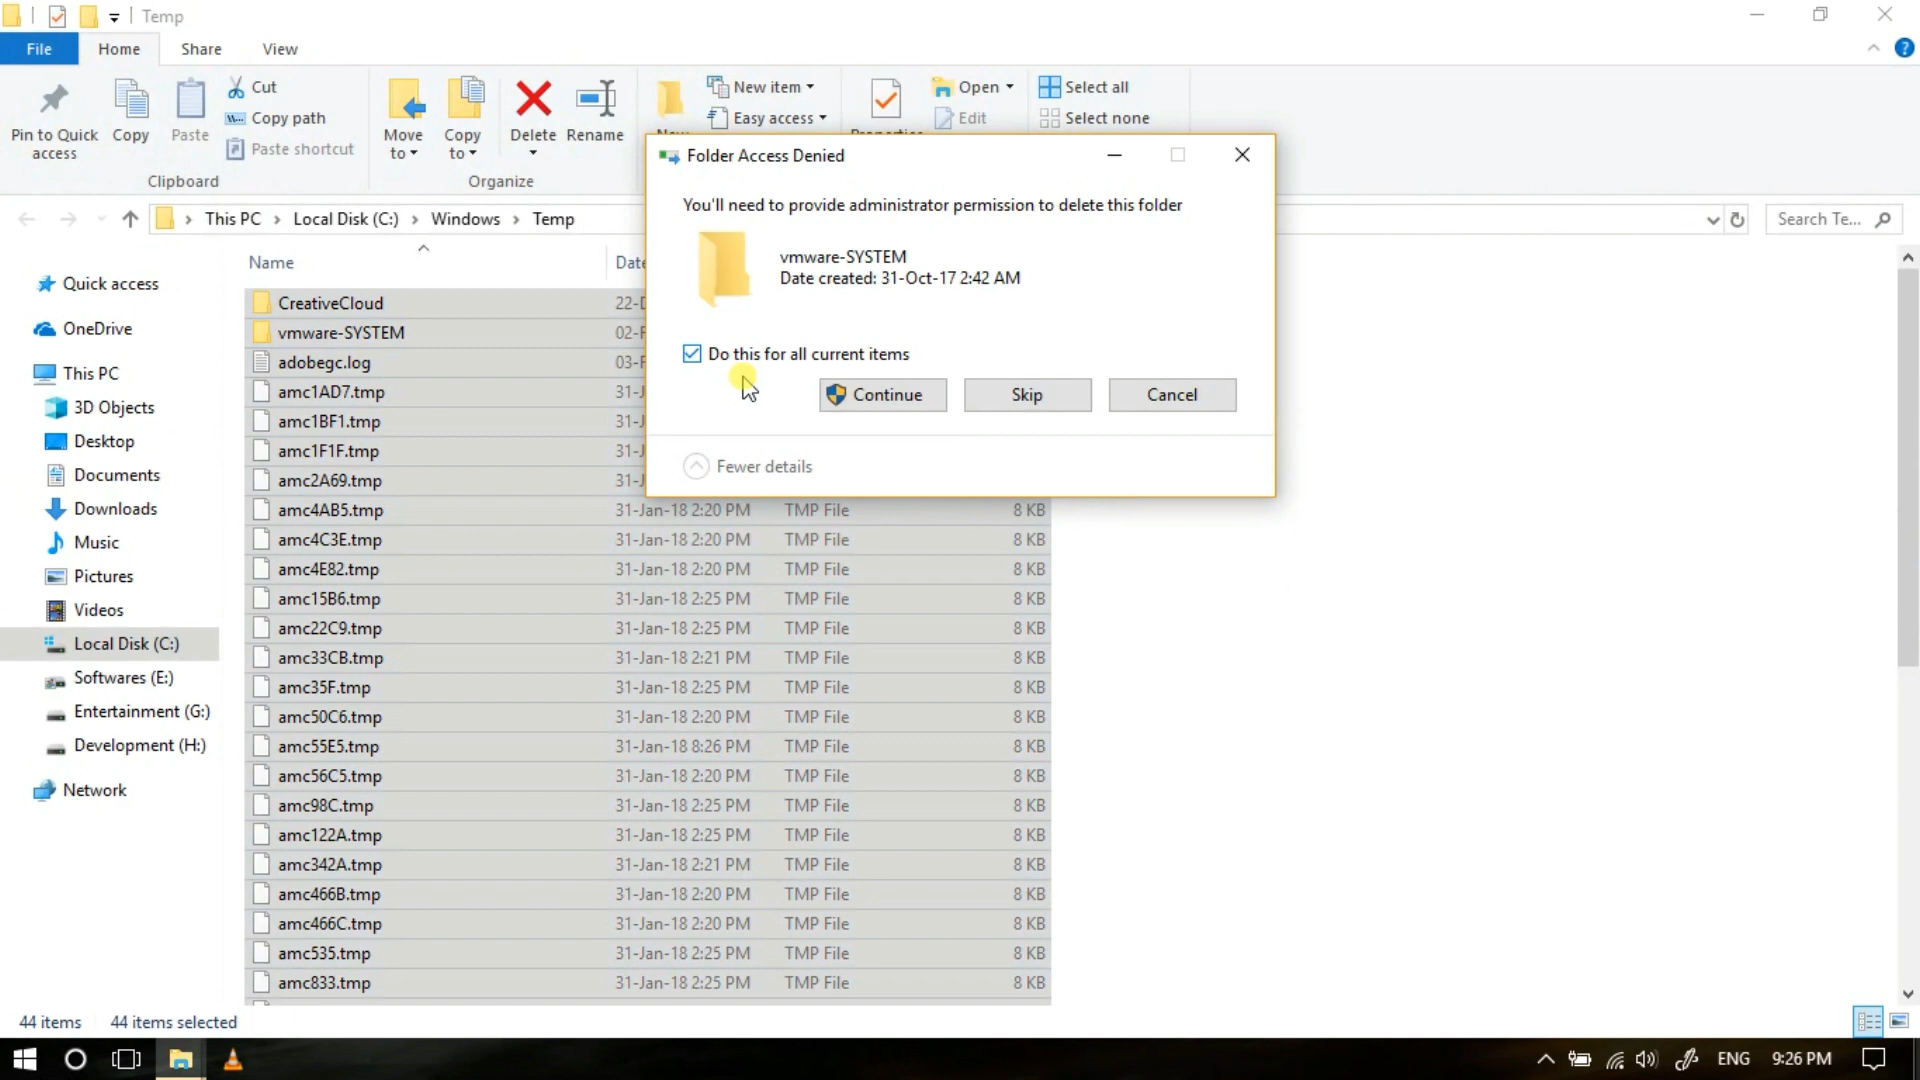 Temp
File Home Share View
Pin to Quick access
Copy
Paste
Cut
Copy path
Paste shortcut
Clipboard
Move to
Copy to
Delete
Rename
Organize
New item
Easy access
Open
Edit
Select all
Select none
This PC Local Disk (C:) Windows Temp
Search Te...
Quick access
OneDrive
This PC
3D Objects
Desktop
Documents
Downloads
Music
Pictures
Videos
Local Disk (C:)
Softwares (E:)
Entertainment (G:)
Development (H:)
Network
Name
CreativeCloud
vmware-SYSTEM
adobegc.log
amc1AD7.tmp
amc1BF1.tmp
amc1F1F.tmp
amc2A69.tmp
amc4AB5.tmp 31-Jan-18 2:20 PM TMP File 8 KB
amc4C3E.tmp 31-Jan-18 2:20 PM TMP File 8 KB
amc4E82.tmp 31-Jan-18 2:20 PM TMP File 8 KB
amc15B6.tmp 31-Jan-18 2:25 PM TMP File 8 KB
amc22C9.tmp 31-Jan-18 2:25 PM TMP File 8 KB
amc33CB.tmp 31-Jan-18 2:21 PM TMP File 8 KB
amc35F.tmp 31-Jan-18 2:25 PM TMP File 8 KB
amc50C6.tmp 31-Jan-18 2:20 PM TMP File 8 KB
amc55E5.tmp 31-Jan-18 8:26 PM TMP File 8 KB
amc56C5.tmp 31-Jan-18 2:20 PM TMP File 8 KB
amc98C.tmp 31-Jan-18 2:25 PM TMP File 8 KB
amc122A.tmp 31-Jan-18 2:25 PM TMP File 8 KB
amc342A.tmp 31-Jan-18 2:21 PM TMP File 8 KB
amc466B.tmp 31-Jan-18 2:20 PM TMP File 8 KB
amc466C.tmp 31-Jan-18 2:20 PM TMP File 8 KB
amc535.tmp 31-Jan-18 2:25 PM TMP File 8 KB
amc833.tmp 31-Jan-18 2:25 PM TMP File 8 KB
Folder Access Denied
You'll need to provide administrator permission to delete this folder
vmware-SYSTEM
Date created: 31-Oct-17 2:42 AM
Do this for all current items
Continue Skip Cancel
Fewer details
44 items 44 items selected
ENG 9:26 PM